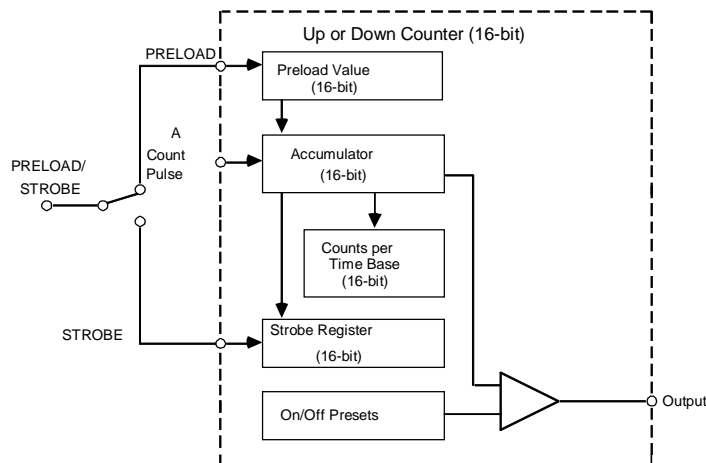 Up or Down Counter (16-bit)
PRELOAD
Preload Value
(16-bit)
A
Count
Pulse
Accumulator
(16-bit)
PRELOAD/
STROBE
Counts per
Time Base
(16-bit)
STROBE
Strobe Register
(16-bit)
On/Off Presets
Output